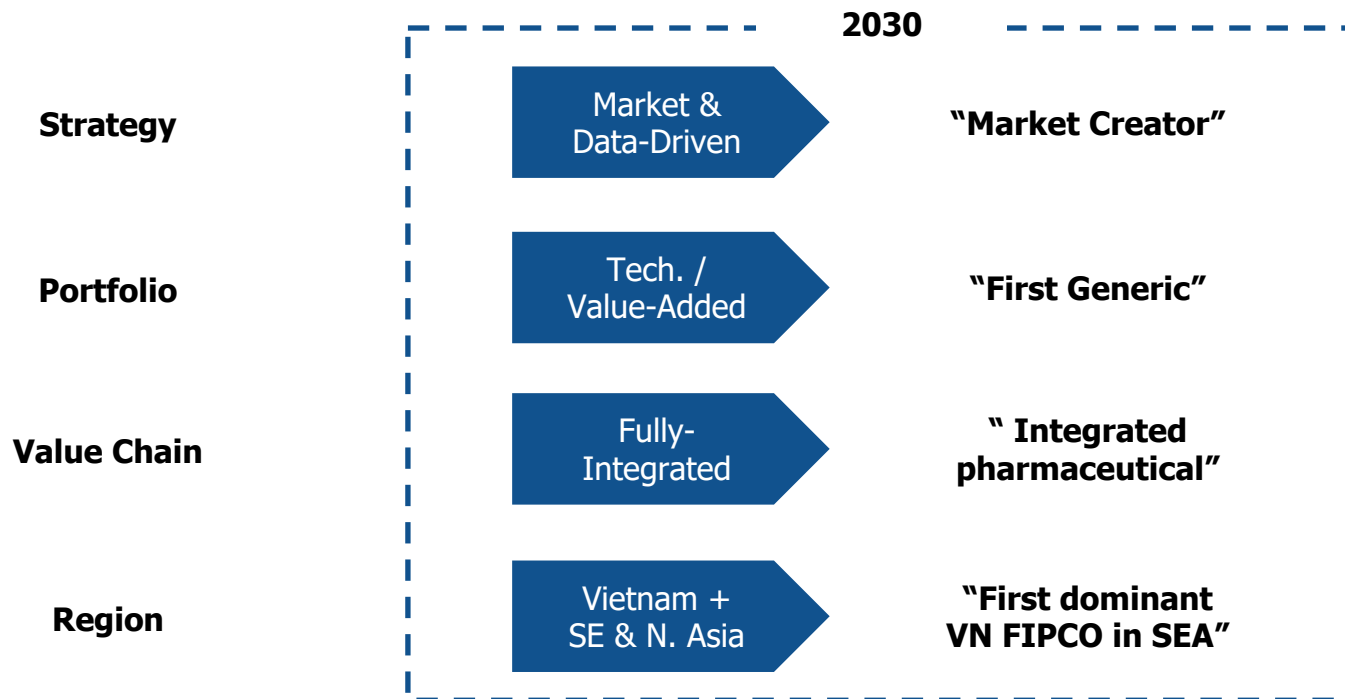 2030
Strategy
Market &
Data-Driven
“Market Creator”
Portfolio
Tech. /
Value-Added
“First Generic”
Value Chain
Fully-
Integrated
“ Integrated
pharmaceutical”
Region
Vietnam +
SE & N. Asia
“First dominant
VN FIPCO in SEA”